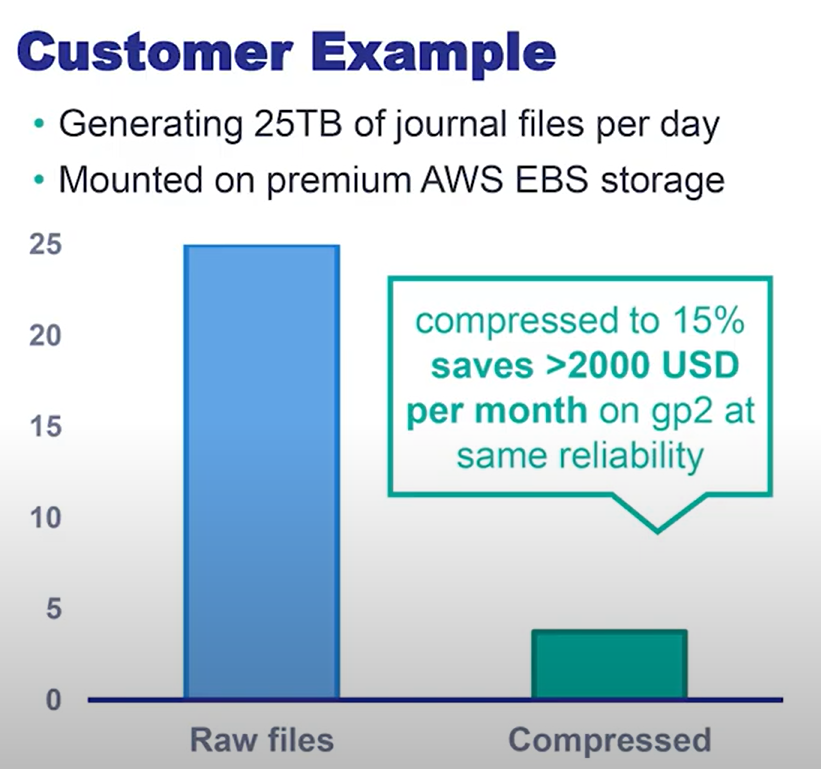 Customer Example
• Generating 25TB of journal files per day
• Mounted on premium AWS EBS storage
25
20
15
10
5
0
compressed to 15%
saves >2000 USD
per month on gp2 at
same reliability
Raw files
Compressed